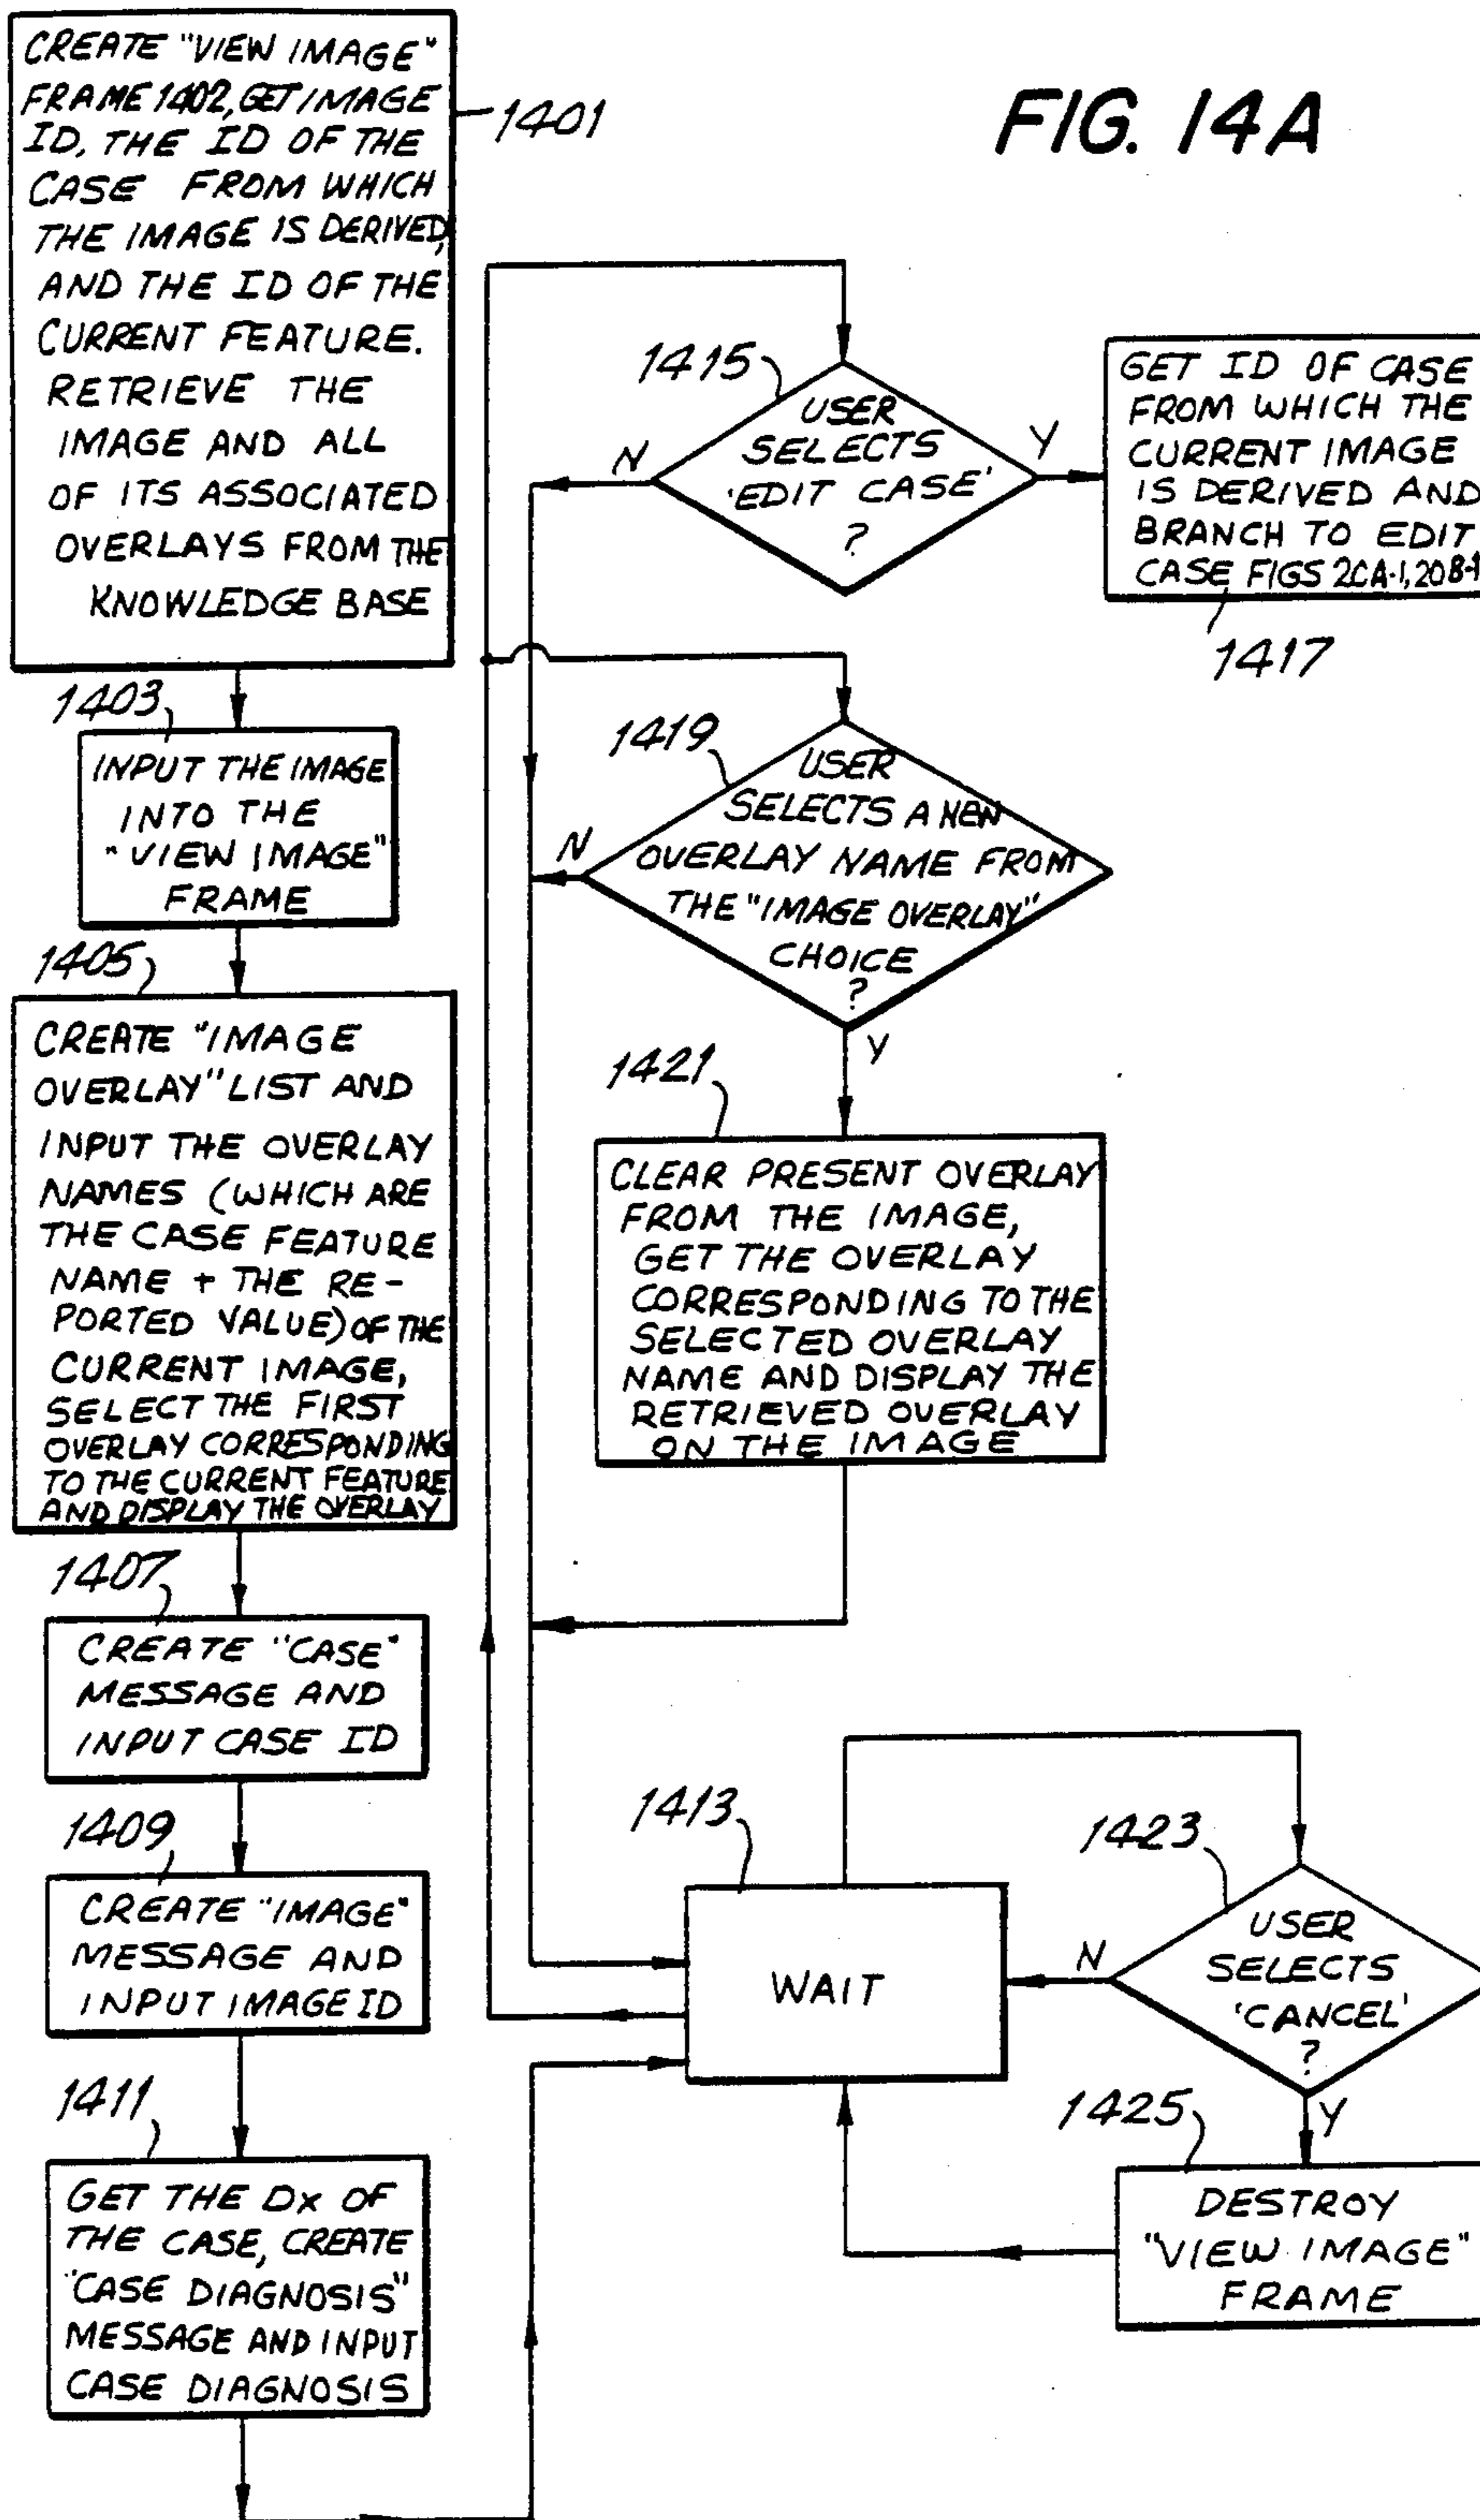 FIG. 14A
CREATE "VIEW IMAGE"
FRAME 1402, GET IMAGE
ID, THE ID OF THE
CASE FROM WHICH
THE IMAGE IS DERIVED,
AND THE ID OF THE
CURRENT FEATURE.
RETRIEVE THE
IMAGE AND ALL
OF ITS ASSOCIATED
OVERLAYS FROM THE
KNOWLEDGE BASE
1401
1403
INPUT THE IMAGE
INTO THE
"VIEW IMAGE"
FRAME
1405
CREATE "IMAGE
OVERLAY" LIST AND
INPUT THE OVERLAY
NAMES (WHICH ARE
THE CASE FEATURE
NAME + THE RE-
PORTED VALUE) OF THE
CURRENT IMAGE,
SELECT THE FIRST
OVERLAY CORRESPONDING
TO THE CURRENT FEATURE
AND DISPLAY THE OVERLAY
1407
CREATE "CASE"
MESSAGE AND
INPUT CASE ID
1409
CREATE "IMAGE"
MESSAGE AND
INPUT IMAGE ID
1411
GET THE DX OF
THE CASE, CREATE
"CASE DIAGNOSIS"
MESSAGE AND INPUT
CASE DIAGNOSIS
1415
USER
SELECTS
'EDIT CASE'
?
N
Y
GET ID OF CASE
FROM WHICH THE
CURRENT IMAGE
IS DERIVED AND
BRANCH TO EDIT
CASE FIGS 20A-1, 20B-1
1417
1419
USER
SELECTS A NEW
OVERLAY NAME FROM
THE "IMAGE OVERLAY"
CHOICE
?
N
Y
1421
CLEAR PRESENT OVERLAY
FROM THE IMAGE,
GET THE OVERLAY
CORRESPONDING TO THE
SELECTED OVERLAY
NAME AND DISPLAY THE
RETRIEVED OVERLAY
ON THE IMAGE
1413
WAIT
1423
USER
SELECTS
'CANCEL'
?
N
Y
1425
DESTROY
"VIEW IMAGE"
FRAME